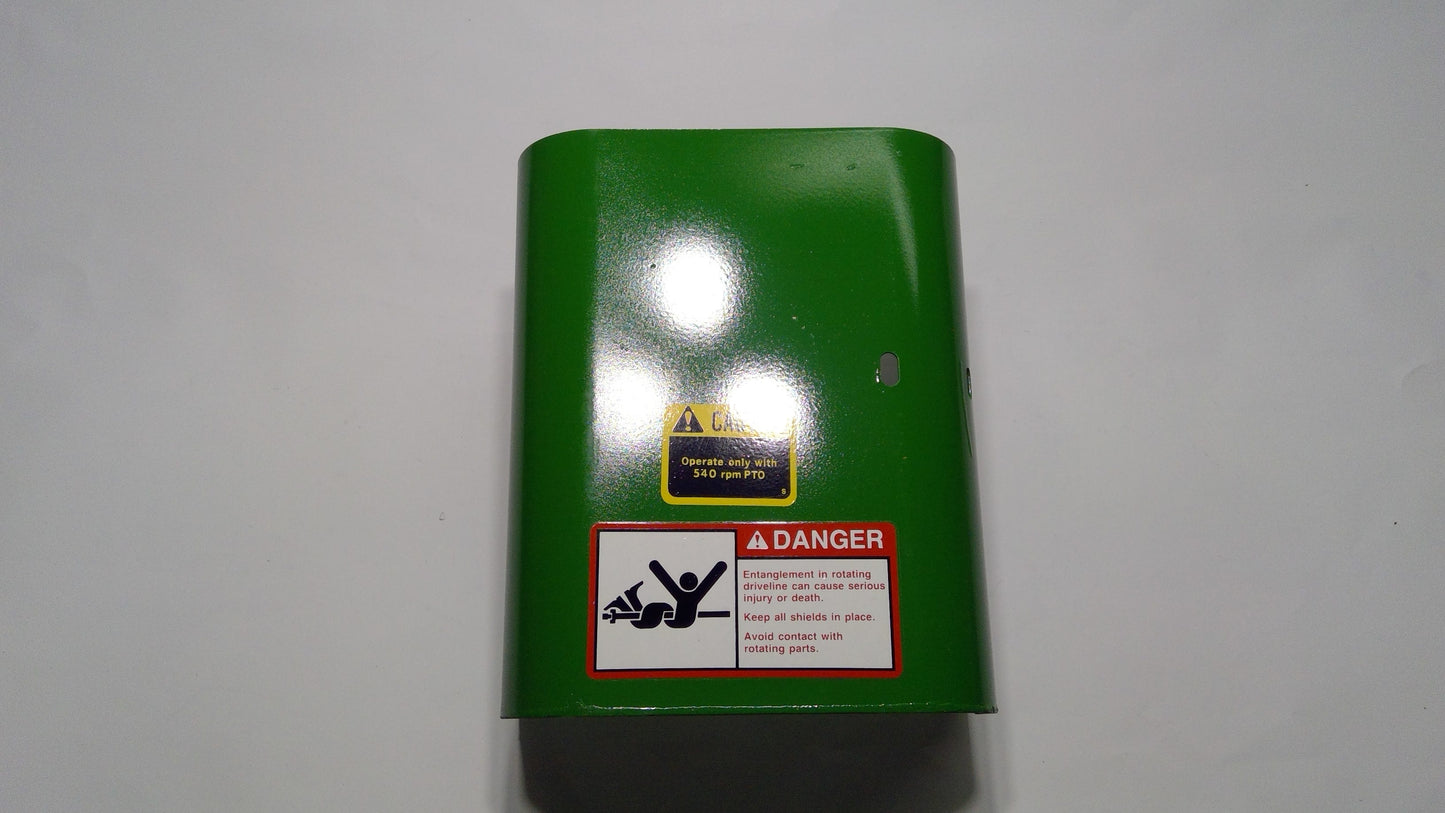 Operate only with
540 rpm PTO
S
DANGER
Entanglement in rotating
driveline can cause serious
injury or death.
Keep all shields in place.
Avoid contact with
rotating parts.